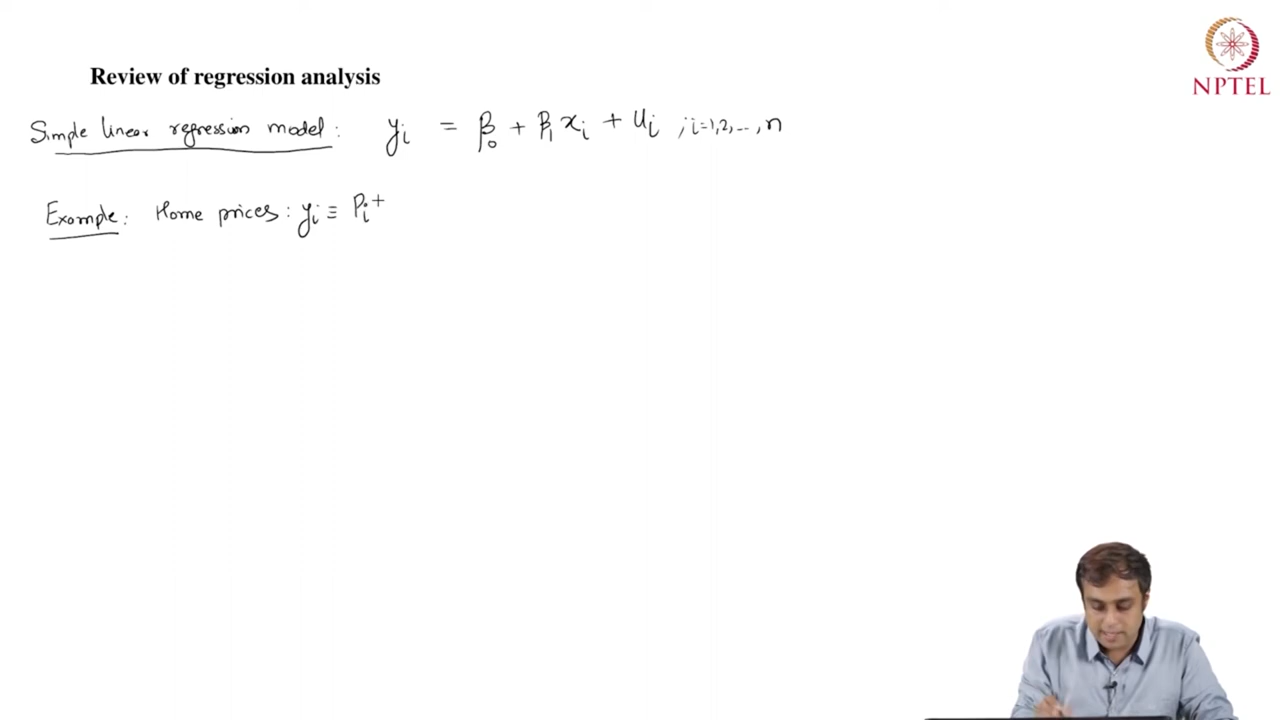 NPTEL
Review of regression analysis
Simple linear regression model: yᵢ = β₀ + β₁xᵢ + uᵢ ; i=1,2,...,n
Example: Home prices: yᵢ ≡ Pᵢ+